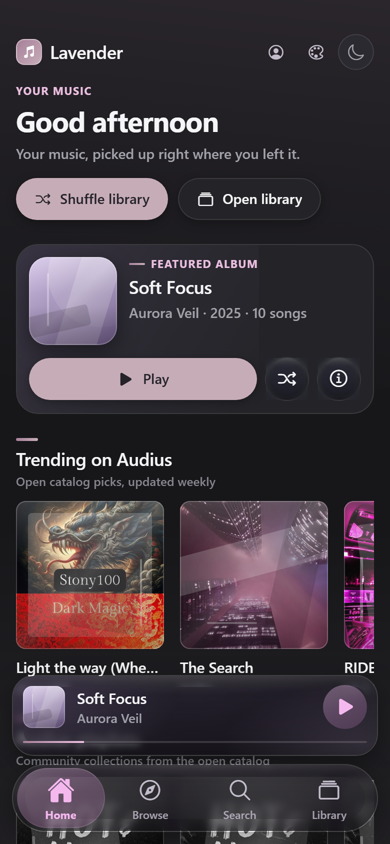 Lavender
YOUR MUSIC
Good afternoon
Your music, picked up right where you left it.
Shuffle library
Open library
FEATURED ALBUM
Soft Focus
Aurora Veil · 2025 · 10 songs
Play
Trending on Audius
Open catalog picks, updated weekly
Stony100
Dark Magic
Light the way (Whe...
The Search
RIDE
Soft Focus
Aurora Veil
Community collections from the open catalog
Home
Browse
Search
Library